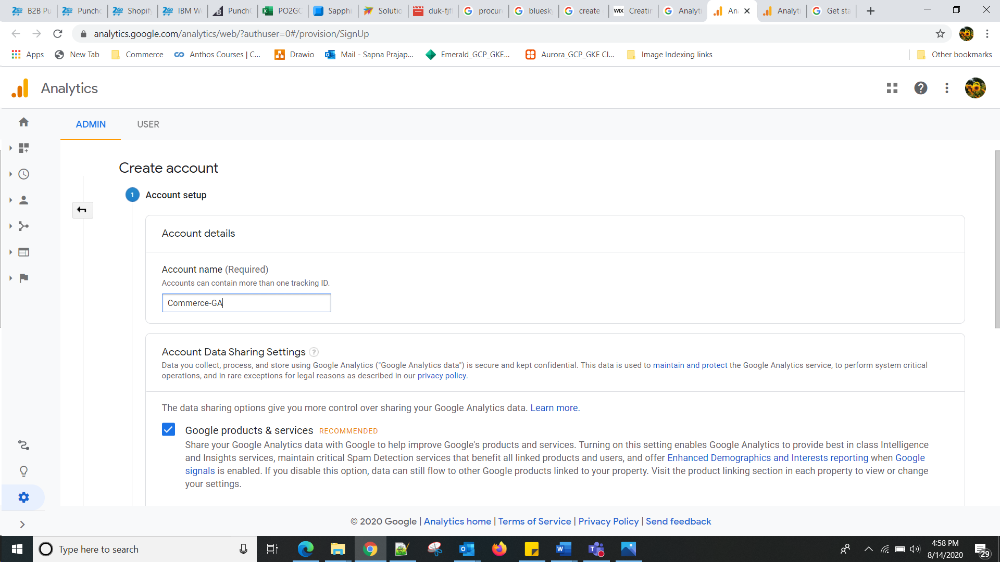 B2B Pu
Puncho
Shopify
IBM We
PunchO
PO2GO
Sapphi
Solutio
duk-fjfl
procure
bluesky
create
WIX Creatin
Analyti
An
Analyti
Get sta
analytics.google.com/analytics/web/?authuser=0#/provision/SignUp
Apps
New Tab
Commerce
Anthos Courses | C...
Drawio
Mail - Sapna Prajap...
Emerald_GCP_GKE...
Aurora_GCP_GKE Cl...
Image Indexing links
Other bookmarks
Analytics
ADMIN
USER
Create account
1 Account setup
Account details
Account name (Required)
Accounts can contain more than one tracking ID.
Commerce-GA
Account Data Sharing Settings ?
Data you collect, process, and store using Google Analytics ("Google Analytics data") is secure and kept confidential. This data is used to maintain and protect the Google Analytics service, to perform system critical
operations, and in rare exceptions for legal reasons as described in our privacy policy.
The data sharing options give you more control over sharing your Google Analytics data. Learn more.
Google products & services RECOMMENDED
Share your Google Analytics data with Google to help improve Google's products and services. Turning on this setting enables Google Analytics to provide best in class Intelligence
and Insights services, maintain critical Spam Detection services that benefit all linked products and users, and offer Enhanced Demographics and Interests reporting when Google
signals is enabled. If you disable this option, data can still flow to other Google products linked to your property. Visit the product linking section in each property to view or change
your settings.
© 2020 Google | Analytics home | Terms of Service | Privacy Policy | Send feedback
Type here to search
4:58 PM
8/14/2020
29